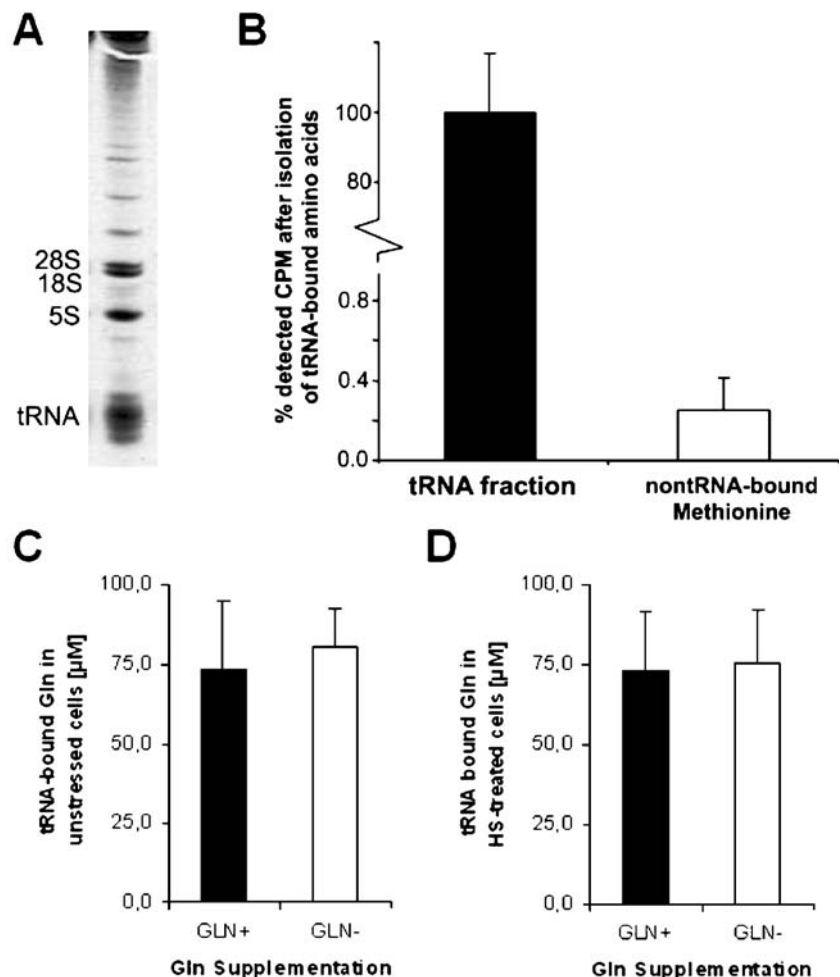 A
28S
18S
5S
tRNA
B
% detected CPM after isolation
of tRNA-bound amino acids
100
80
0.8
0.4
0.0
tRNA fraction
nontRNA-bound
Methionine
C
tRNA-bound Gln in
unstressed cells [µM]
100,0
75,0
50,0
25,0
0,0
GLN+
GLN-
Gln Supplementation
D
tRNA bound Gln in
HS-treated cells [µM]
100,0
75,0
50,0
25,0
0,0
GLN+
GLN-
Gln Supplementation